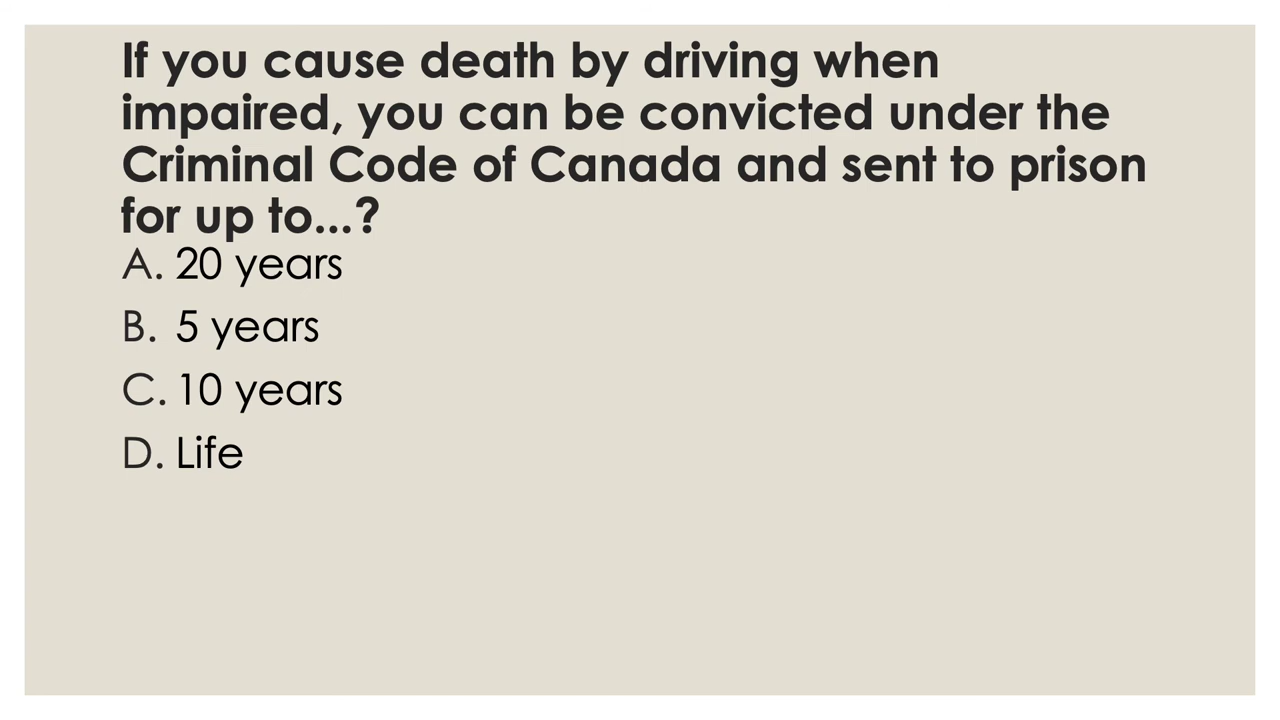 If you cause death by driving when
impaired, you can be convicted under the
Criminal Code of Canada and sent to prison
for up to...?
A. 20 years
B. 5 years
C. 10 years
D. Life